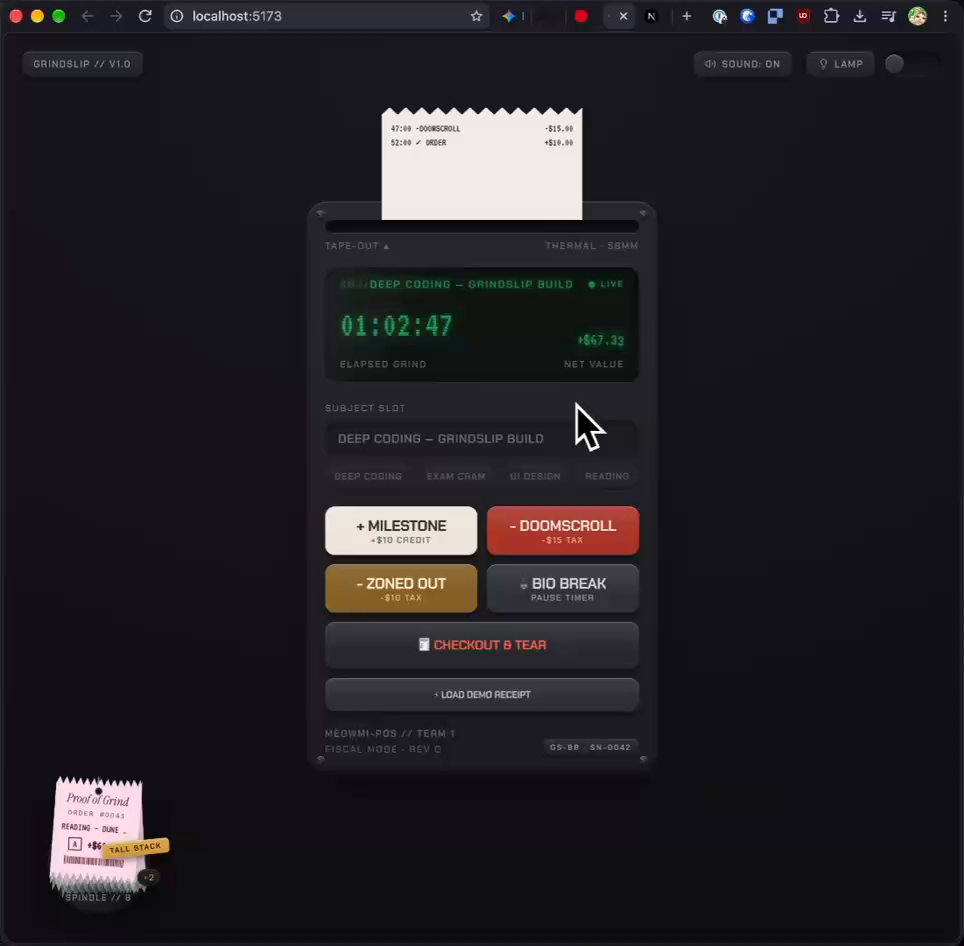 localhost:5173
GRINDSLIP // V1.0
SOUND: ON
LAMP
47:00 -DOOMSCROLL -$15.00
52:00 ✓ ORDER +$10.00
TAPE-OUT ▲
THERMAL · 58MM
DEEP CODING — GRINDSLIP BUILD
LIVE
01:02:47
+$67.33
ELAPSED GRIND
NET VALUE
SUBJECT SLOT
DEEP CODING — GRINDSLIP BUILD
DEEP CODING
EXAM CRAM
UI DESIGN
READING
+ MILESTONE
+$10 CREDIT
- DOOMSCROLL
-$15 TAX
- ZONED OUT
-$10 TAX
BIO BREAK
PAUSE TIMER
CHECKOUT & TEAR
LOAD DEMO RECEIPT
MEOWMI-POS // TERM 1
FISCAL MODE · REV C
GS-88 SN-0042
Proof of Grind
ORDER #0043
READING - DUNE
A
TALL STACK
+2
SPINDLE // 8